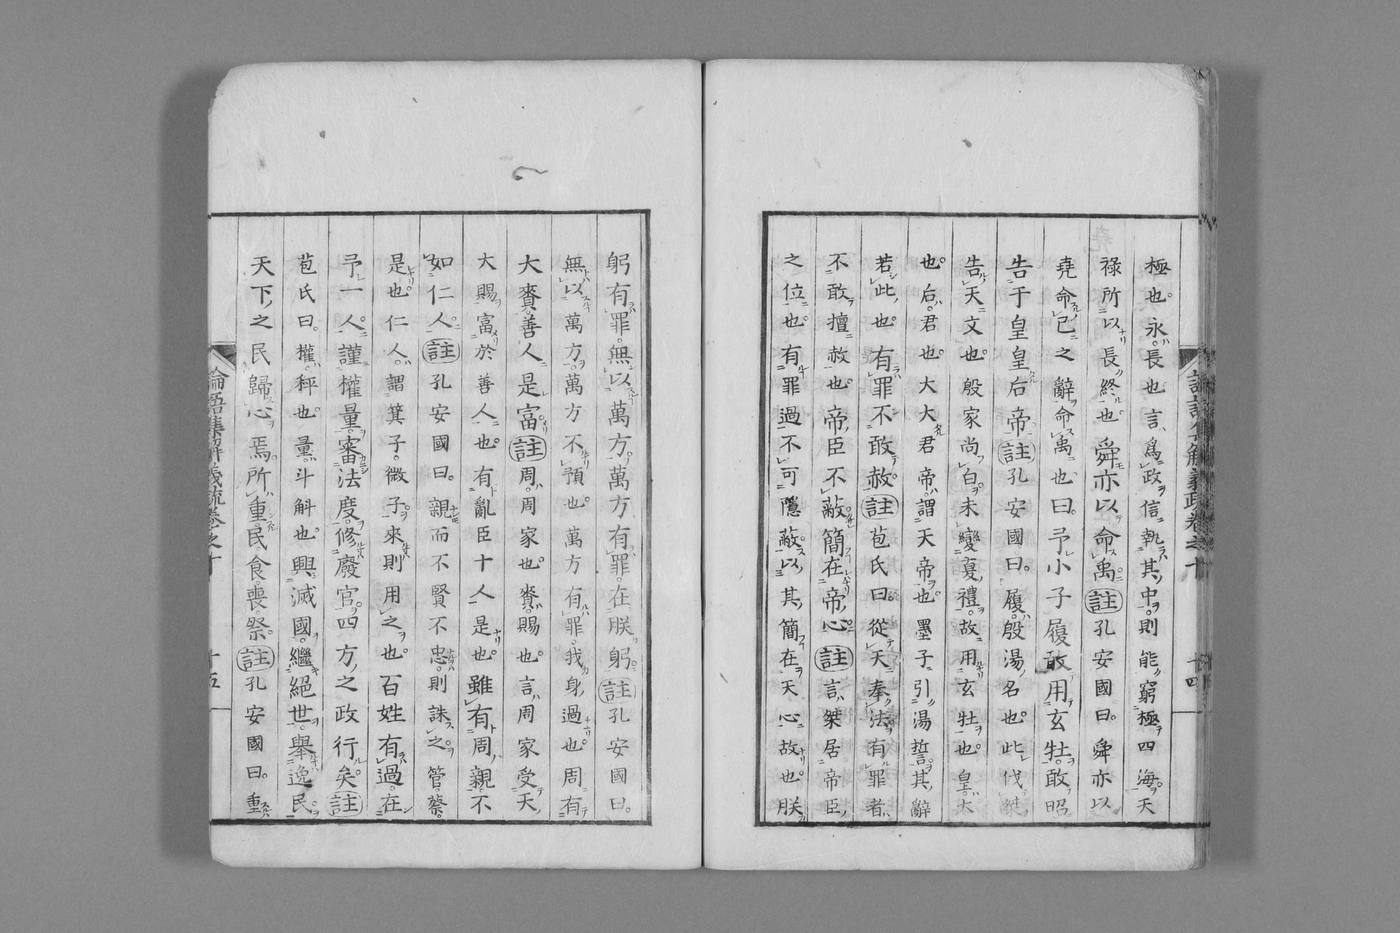 極也永長也言爲政信執其中則能窮極四海天
祿所以長終也舜亦以命禹註孔安國曰舜亦以
堯命己之辭命禹也曰予小子履敢用玄牡敢昭
告于皇皇后帝註孔安國曰履殷湯名也此伐桀
告天文也殷家尚白未變夏禮故用玄牡也皇大
也后君也大大君帝謂天帝也墨子引湯誓其辭
若此也有罪不敢赦註苞氏曰從天奉法有罪者
不敢擅赦也帝臣不蔽簡在帝心註言桀居帝臣
之位也有罪過不可隱蔽以其簡在天心故也朕
躬有罪無以萬方萬方有罪在朕躬註孔安國曰
無以萬方萬方不預也萬方有罪我身過也周有
大賚善人是富註周周家也賚賜也言周家受天
大賜富於善人也有亂臣十人是也雖有周親不
如仁人註孔安國曰親而不賢不忠則誅之管蔡
是也仁人謂箕子微子來則用之也百姓有過在
予一人謹權量審法度修廢官四方之政行矣註
苞氏曰權秤也量斗斛也興滅國繼絕世舉逸民
天下之民歸心焉所重民食喪祭註孔安國曰重
論語集解義疏卷之十 十五